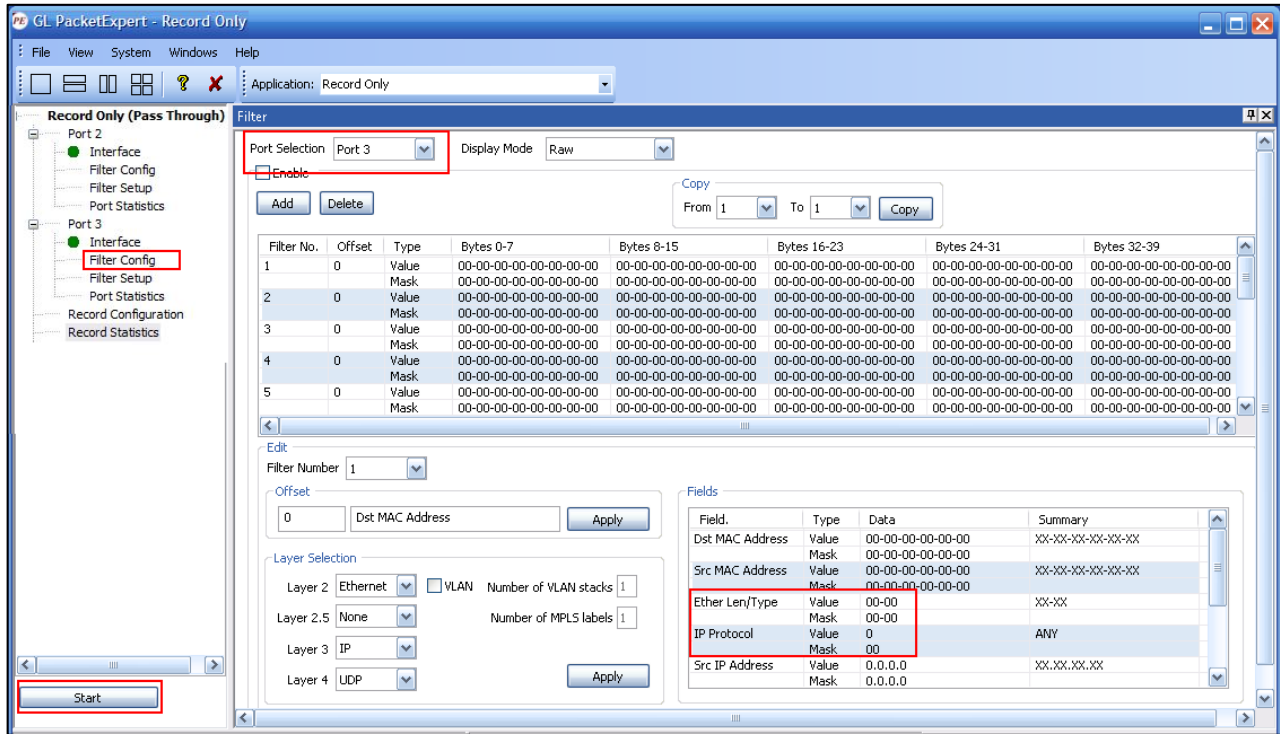 GL PacketExpert - Record Only
File View System Windows Help
Application: Record Only
Record Only (Pass Through)
Port 2
Interface
Filter Config
Filter Setup
Port Statistics
Port 3
Interface
Filter Config
Filter Setup
Port Statistics
Record Configuration
Record Statistics
Start
Filter
Port Selection Port 3 Display Mode Raw
Enable
Add Delete
Copy
From 1 To 1 Copy
Filter No. Offset Type Bytes 0-7 Bytes 8-15 Bytes 16-23 Bytes 24-31 Bytes 32-39
1 0 Value 00-00-00-00-00-00-00-00 00-00-00-00-00-00-00-00 00-00-00-00-00-00-00-00 00-00-00-00-00-00-00-00 00-00-00-00-00-00-00-00
Mask 00-00-00-00-00-00-00-00 00-00-00-00-00-00-00-00 00-00-00-00-00-00-00-00 00-00-00-00-00-00-00-00 00-00-00-00-00-00-00-00
2 0 Value 00-00-00-00-00-00-00-00 00-00-00-00-00-00-00-00 00-00-00-00-00-00-00-00 00-00-00-00-00-00-00-00 00-00-00-00-00-00-00-00
Mask 00-00-00-00-00-00-00-00 00-00-00-00-00-00-00-00 00-00-00-00-00-00-00-00 00-00-00-00-00-00-00-00 00-00-00-00-00-00-00-00
3 0 Value 00-00-00-00-00-00-00-00 00-00-00-00-00-00-00-00 00-00-00-00-00-00-00-00 00-00-00-00-00-00-00-00 00-00-00-00-00-00-00-00
Mask 00-00-00-00-00-00-00-00 00-00-00-00-00-00-00-00 00-00-00-00-00-00-00-00 00-00-00-00-00-00-00-00 00-00-00-00-00-00-00-00
4 0 Value 00-00-00-00-00-00-00-00 00-00-00-00-00-00-00-00 00-00-00-00-00-00-00-00 00-00-00-00-00-00-00-00 00-00-00-00-00-00-00-00
Mask 00-00-00-00-00-00-00-00 00-00-00-00-00-00-00-00 00-00-00-00-00-00-00-00 00-00-00-00-00-00-00-00 00-00-00-00-00-00-00-00
5 0 Value 00-00-00-00-00-00-00-00 00-00-00-00-00-00-00-00 00-00-00-00-00-00-00-00 00-00-00-00-00-00-00-00 00-00-00-00-00-00-00-00
Mask 00-00-00-00-00-00-00-00 00-00-00-00-00-00-00-00 00-00-00-00-00-00-00-00 00-00-00-00-00-00-00-00 00-00-00-00-00-00-00-00
Edit
Filter Number 1
Offset
0 Dst MAC Address Apply
Layer Selection
Layer 2 Ethernet VLAN Number of VLAN stacks 1
Layer 2.5 None Number of MPLS labels 1
Layer 3 IP
Layer 4 UDP Apply
Fields
Field. Type Data Summary
Dst MAC Address Value 00-00-00-00-00-00 XX-XX-XX-XX-XX-XX
Mask 00-00-00-00-00-00
Src MAC Address Value 00-00-00-00-00-00 XX-XX-XX-XX-XX-XX
Mask 00-00-00-00-00-00
Ether Len/Type Value 00-00 XX-XX
Mask 00-00
IP Protocol Value 0 ANY
Mask 00
Src IP Address Value 0.0.0.0 XX.XX.XX.XX
Mask 0.0.0.0